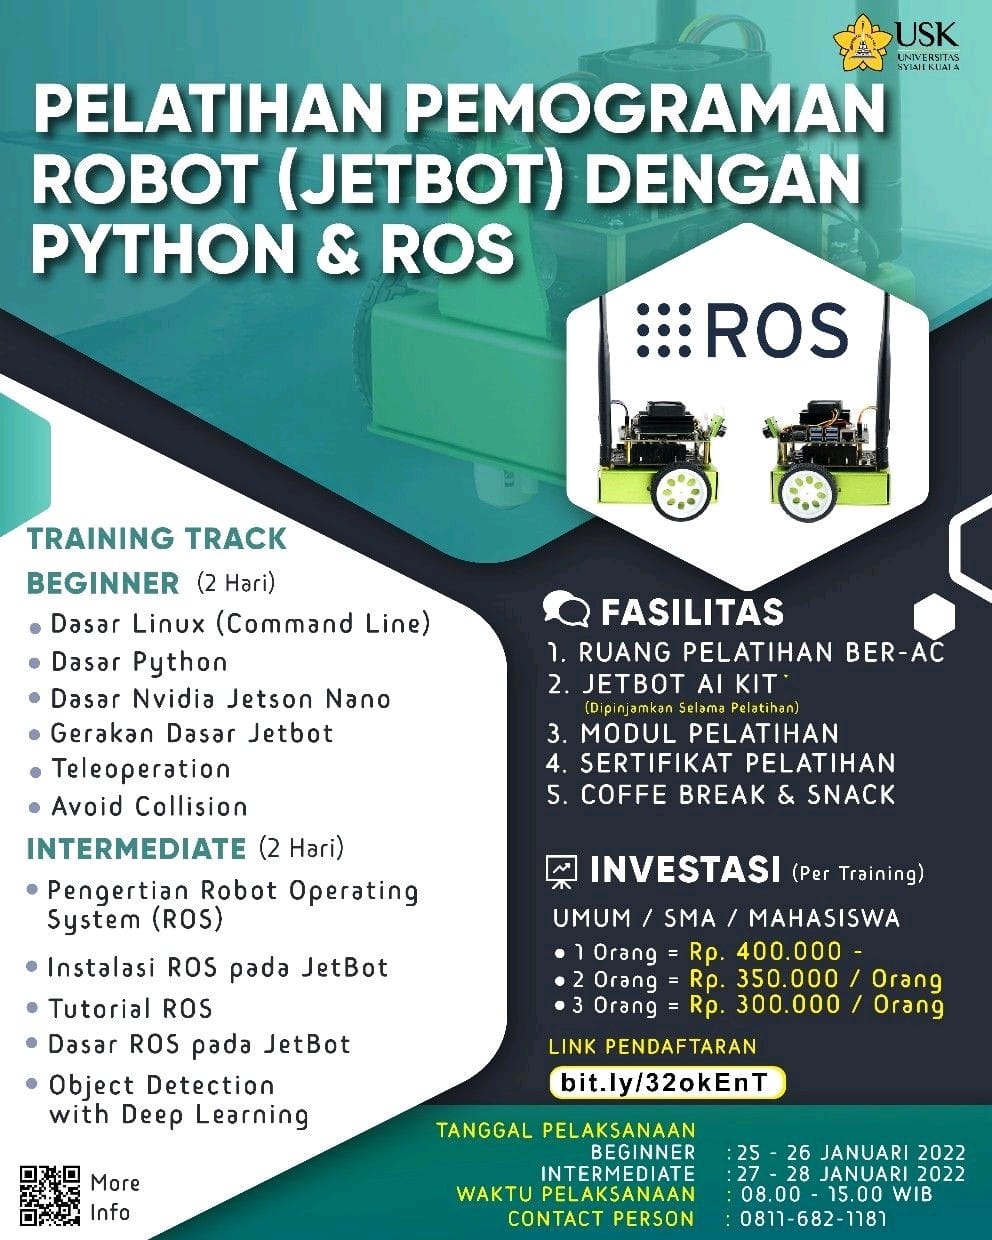 USK
UNIVERSITAS
SYIAH KUALA
PELATIHAN PEMOGRAMAN
ROBOT (JETBOT) DENGAN
PYTHON & ROS
ROS
TRAINING TRACK
BEGINNER (2 Hari)
• Dasar Linux (Command Line)
• Dasar Python
• Dasar Nvidia Jetson Nano
• Gerakan Dasar Jetbot
• Teleoperation
• Avoid Collision
INTERMEDIATE (2 Hari)
• Pengertian Robot Operating
System (ROS)
• Instalasi ROS pada JetBot
• Tutorial ROS
• Dasar ROS pada JetBot
• Object Detection
with Deep Learning
More
Info
FASILITAS
1. RUANG PELATIHAN BER-AC
2. JETBOT AI KIT*
(Dipinjamkan Selama Pelatihan)
3. MODUL PELATIHAN
4. SERTIFIKAT PELATIHAN
5. COFFE BREAK & SNACK
INVESTASI (Per Training)
UMUM / SMA / MAHASISWA
• 1 Orang = Rp. 400.000 -
• 2 Orang = Rp. 350.000 / Orang
• 3 Orang = Rp. 300.000 / Orang
LINK PENDAFTARAN
bit.ly/32okEnT
TANGGAL PELAKSANAAN
BEGINNER : 25 - 26 JANUARI 2022
INTERMEDIATE : 27 - 28 JANUARI 2022
WAKTU PELAKSANAAN : 08.00 - 15.00 WIB
CONTACT PERSON : 0811-682-1181